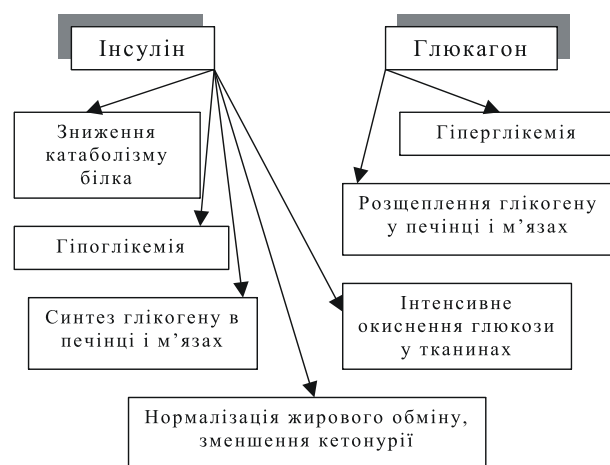 Інсулін
Глюкагон
Зниження
катаболізму
білка
Гіперглікемія
Розщеплення глікогену
у печінці і м’язах
Гіпоглікемія
Синтез глікогену в
печінці і м’язах
Інтенсивне
окиснення глюкози
у тканинах
Нормалізація жирового обміну,
зменшення кетонурії